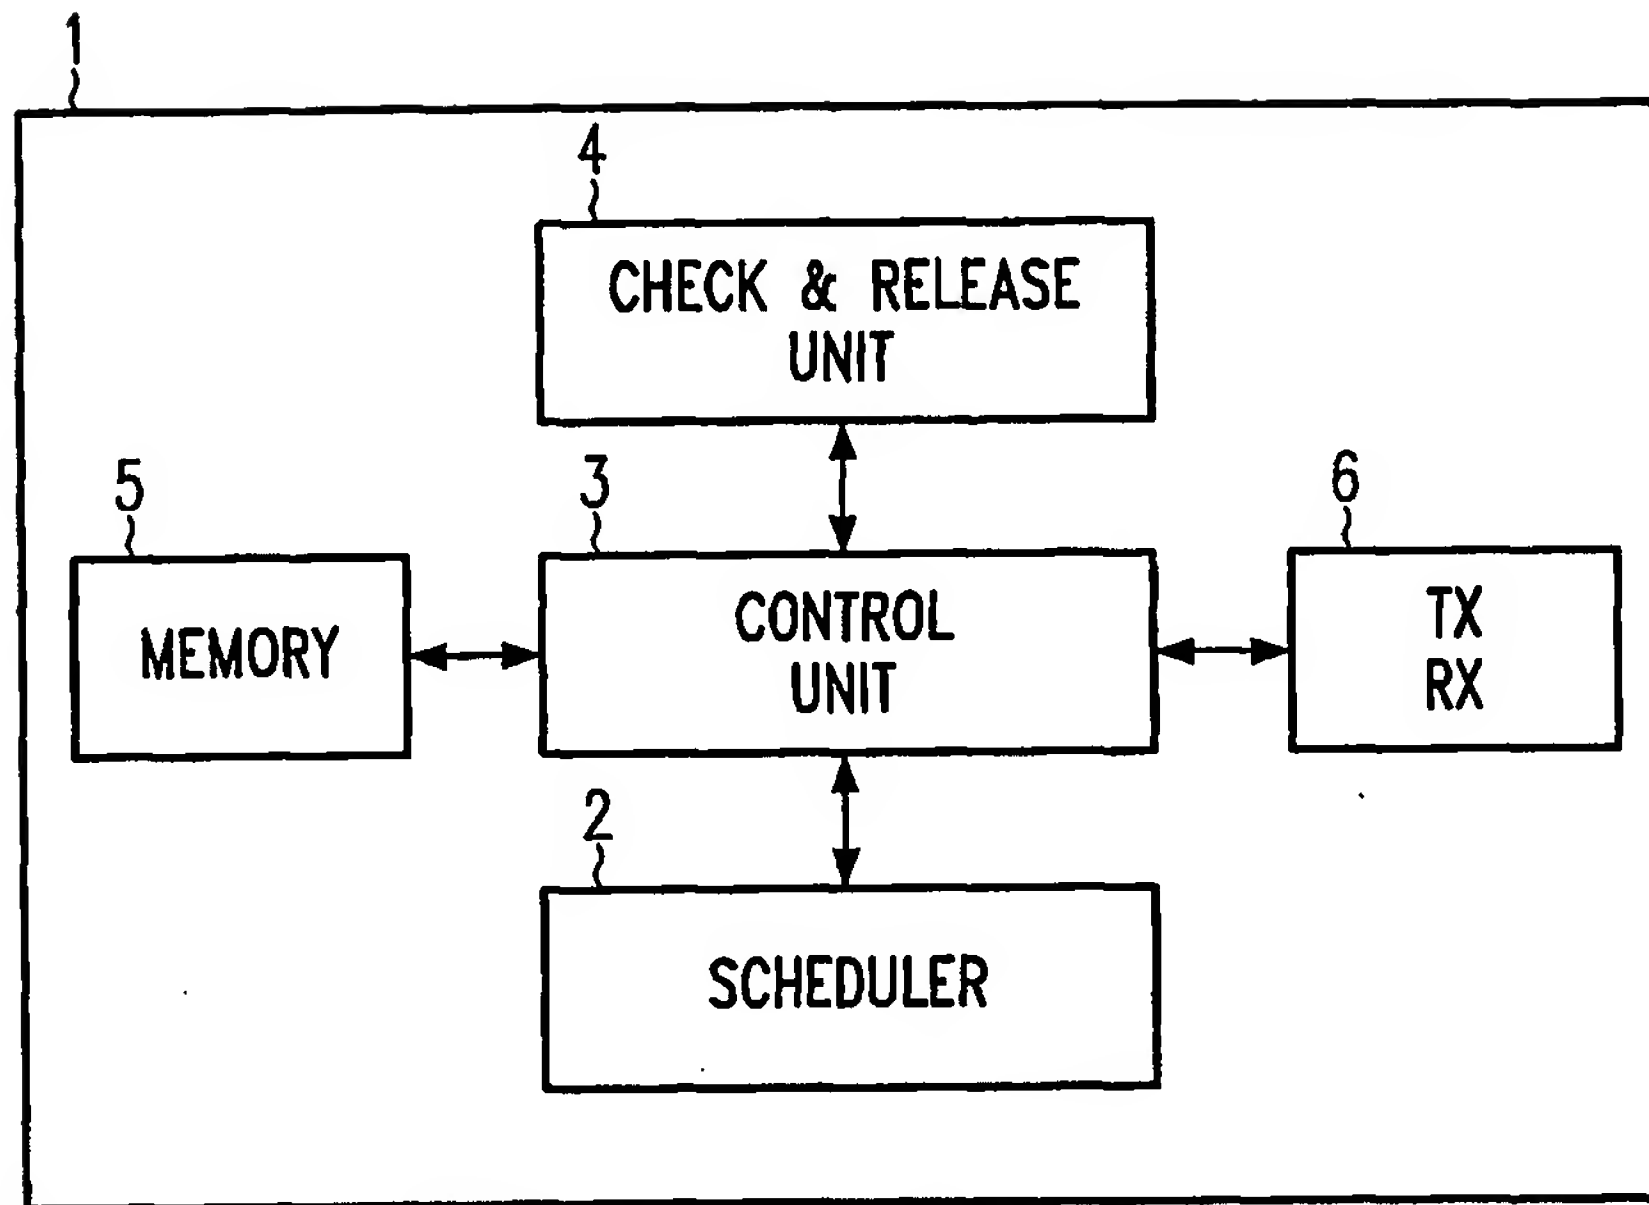 1
4
CHECK & RELEASE
UNIT
5
MEMORY
3
CONTROL
UNIT
6
TX
RX
2
SCHEDULER